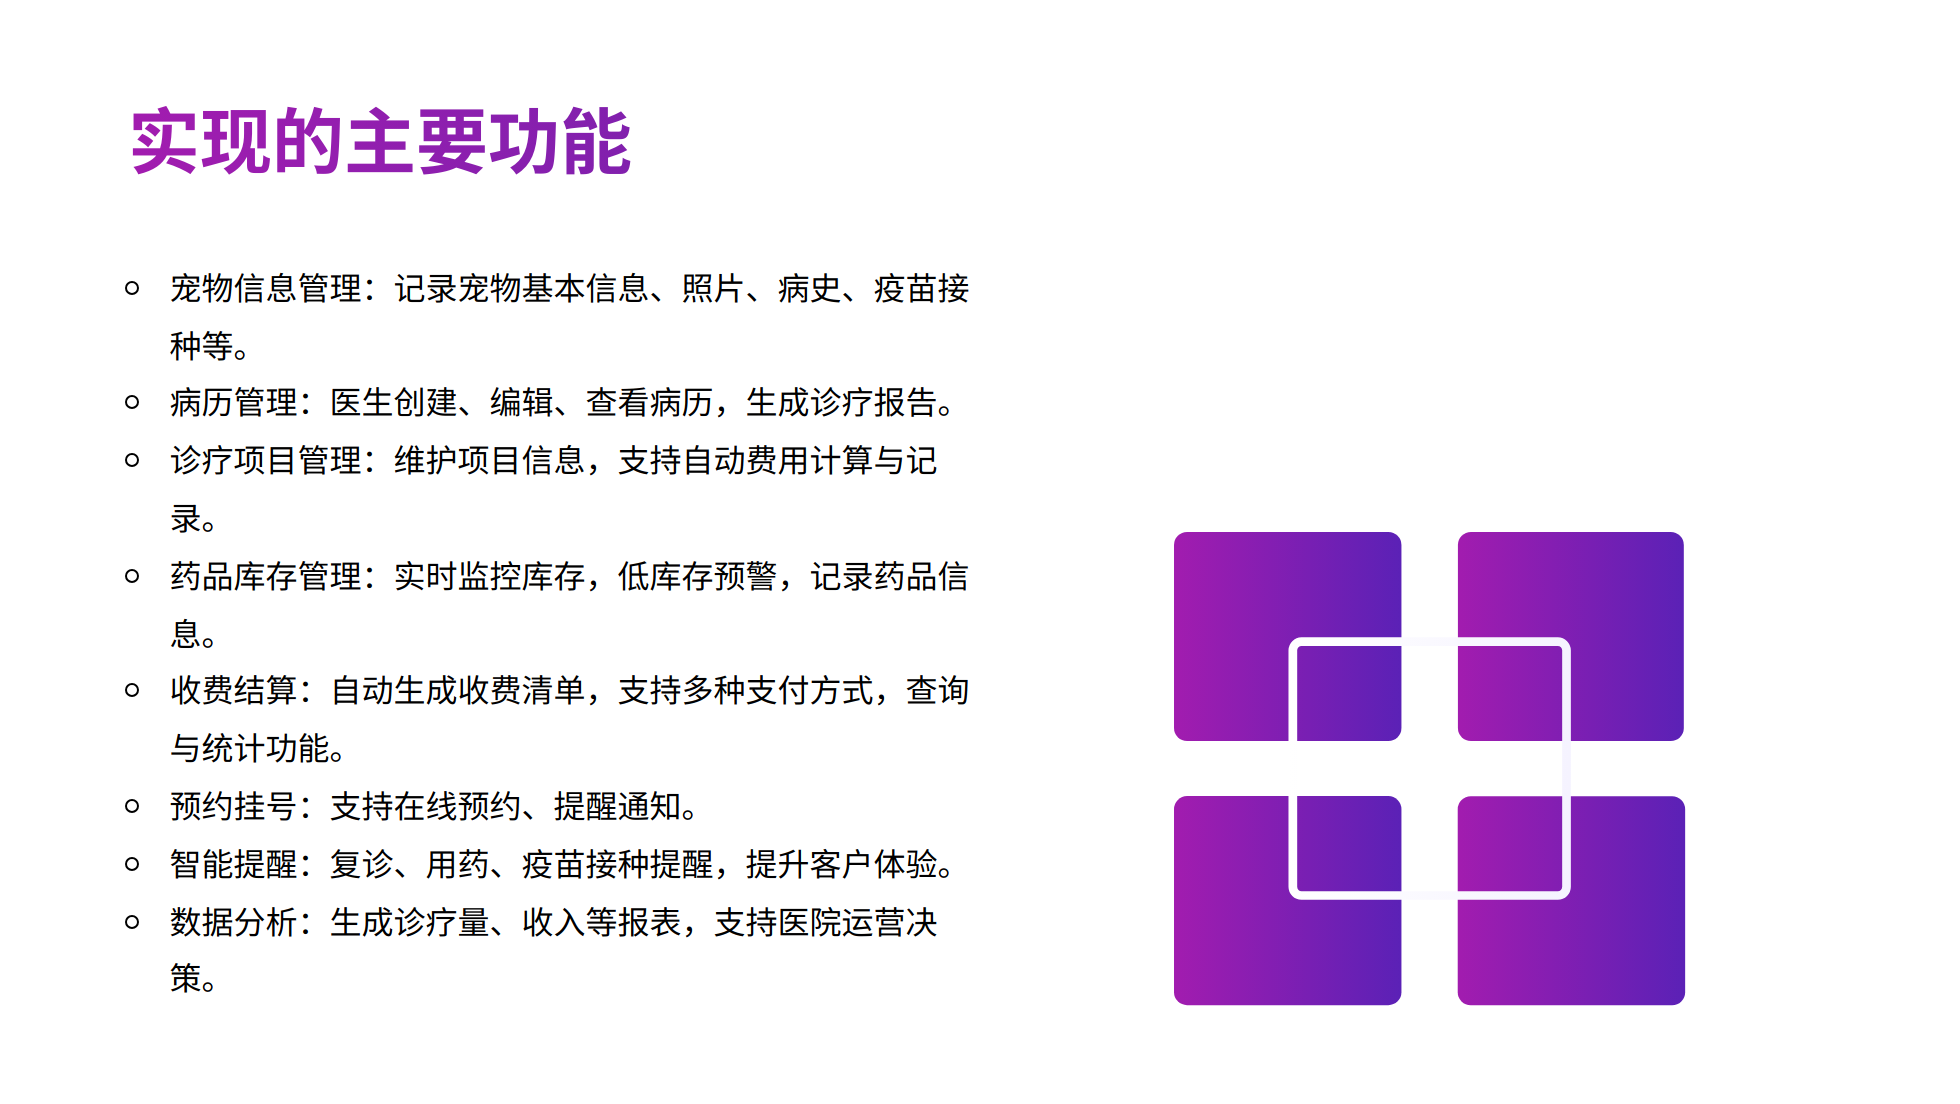 实现的主要功能
宠物信息管理：记录宠物基本信息、照片、病史、疫苗接
种等。
病历管理：医生创建、编辑、查看病历，生成诊疗报告。
诊疗项目管理：维护项目信息，支持自动费用计算与记
录。
药品库存管理：实时监控库存，低库存预警，记录药品信
息。
收费结算：自动生成收费清单，支持多种支付方式，查询
与统计功能。
预约挂号：支持在线预约、提醒通知。
智能提醒：复诊、用药、疫苗接种提醒，提升客户体验。
数据分析：生成诊疗量、收入等报表，支持医院运营决
策。